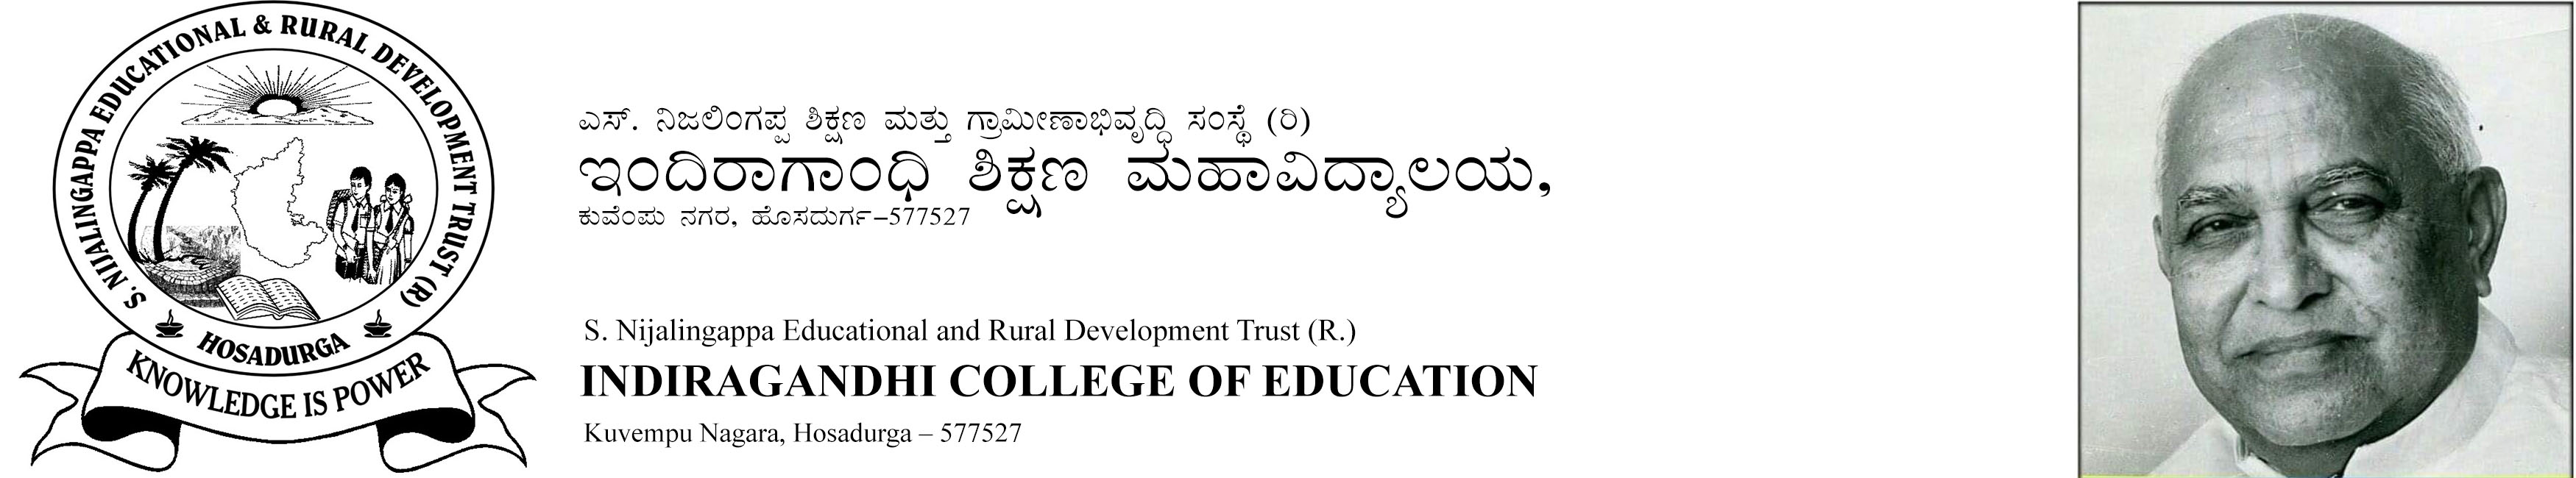 S. NIJALINGAPPA EDUCATIONAL & RURAL DEVELOPMENT TRUST (R)
HOSADURGA
KNOWLEDGE IS POWER
ಎಸ್. ನಿಜಲಿಂಗಪ್ಪ ಶಿಕ್ಷಣ ಮತ್ತು ಗ್ರಾಮೀಣಾಭಿವೃದ್ಧಿ ಸಂಸ್ಥೆ (ರಿ)
ಇಂದಿರಾಗಾಂಧಿ ಶಿಕ್ಷಣ ಮಹಾವಿದ್ಯಾಲಯ,
ಕುವೆಂಪು ನಗರ, ಹೊಸದುರ್ಗ–577527
S. Nijalingappa Educational and Rural Development Trust (R.)
INDIRAGANDHI COLLEGE OF EDUCATION
Kuvempu Nagara, Hosadurga – 577527